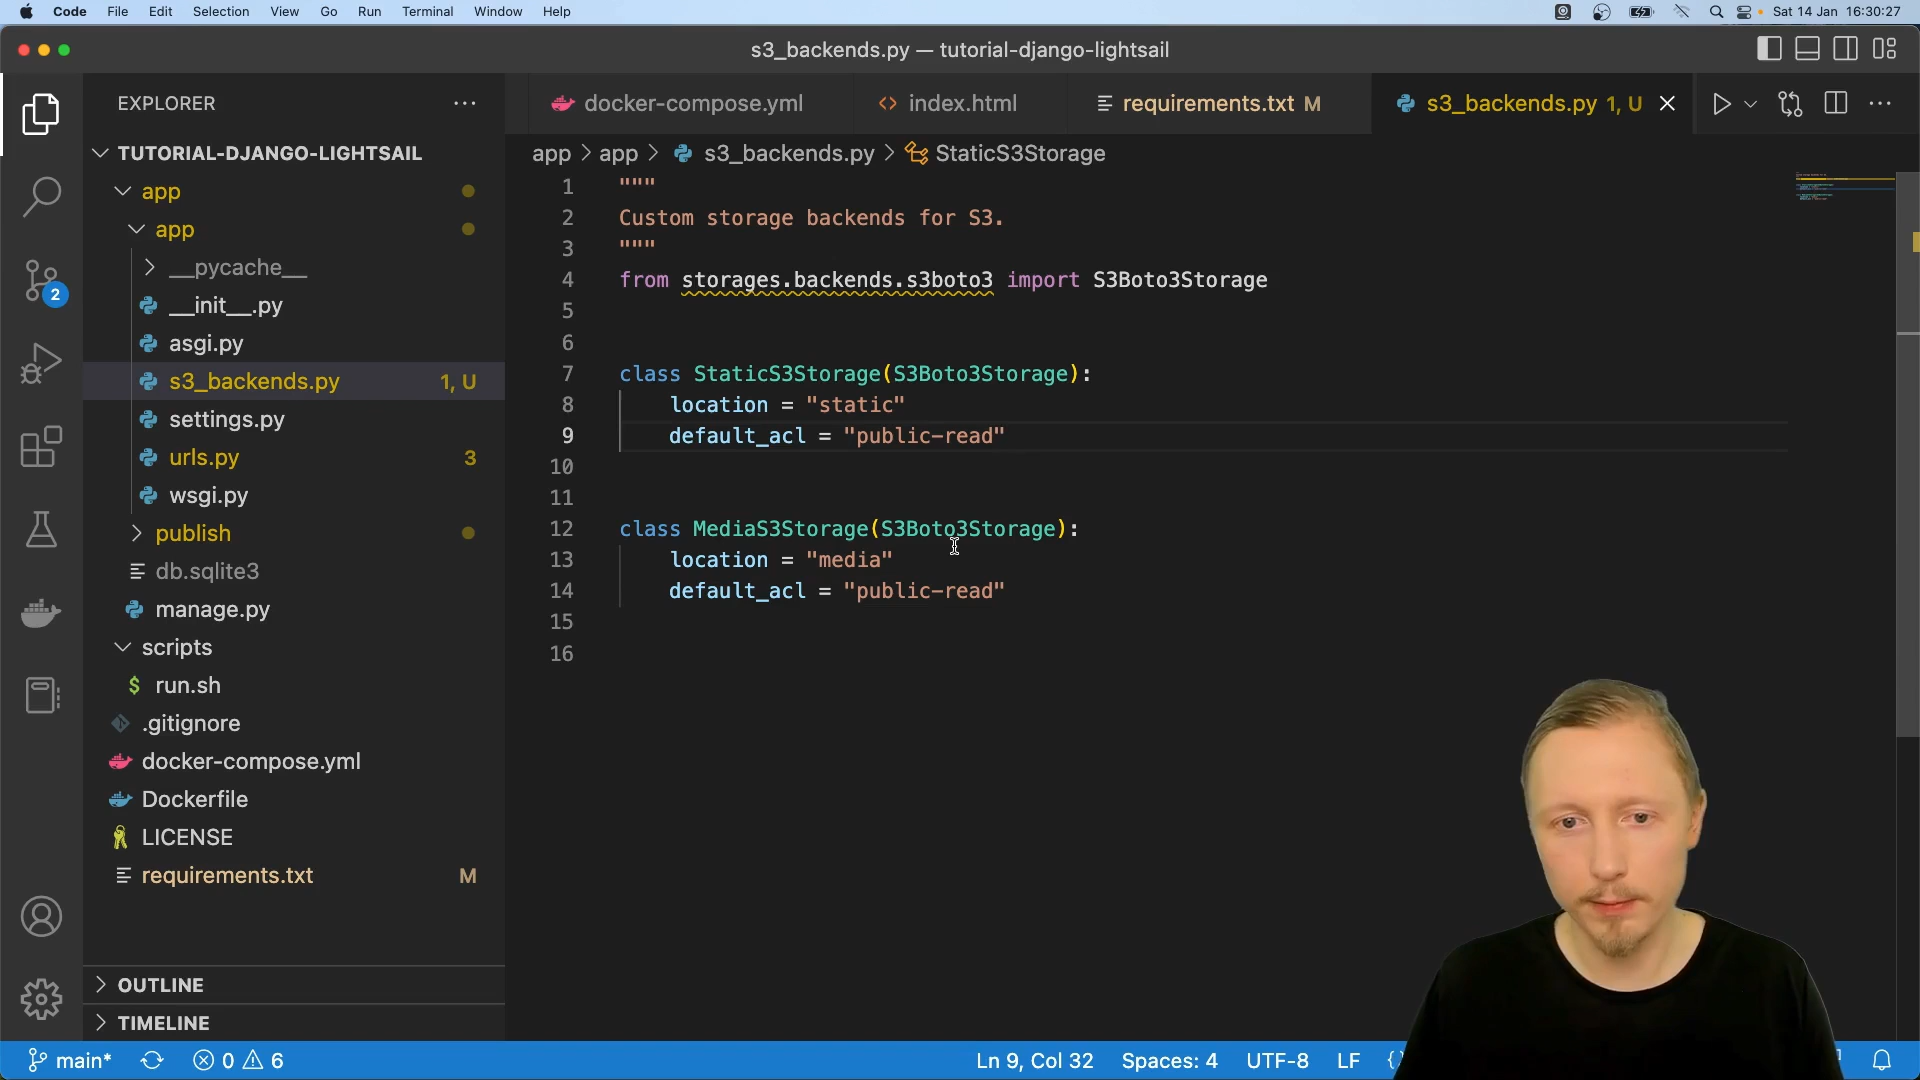 Code File Edit Selection View Go Run Terminal Window Help Sat 14 Jan 16:30:27
s3_backends.py — tutorial-django-lightsail
EXPLORER
docker-compose.yml
index.html
requirements.txt M
s3_backends.py 1, U
TUTORIAL-DJANGO-LIGHTSAIL
app
app
__pycache__
__init__.py
asgi.py
s3_backends.py 1, U
settings.py
urls.py 3
wsgi.py
publish
db.sqlite3
manage.py
scripts
$ run.sh
.gitignore
docker-compose.yml
Dockerfile
LICENSE
requirements.txt M
OUTLINE
TIMELINE
2
app > app > s3_backends.py > StaticS3Storage
1 """
2 Custom storage backends for S3.
3 """
4 from storages.backends.s3boto3 import S3Boto3Storage
5
6
7 class StaticS3Storage(S3Boto3Storage):
8 location = "static"
9 default_acl = "public-read"
10
11
12 class MediaS3Storage(S3Boto3Storage):
13 location = "media"
14 default_acl = "public-read"
15
16
main* 0 6 Ln 9, Col 32 Spaces: 4 UTF-8 LF {